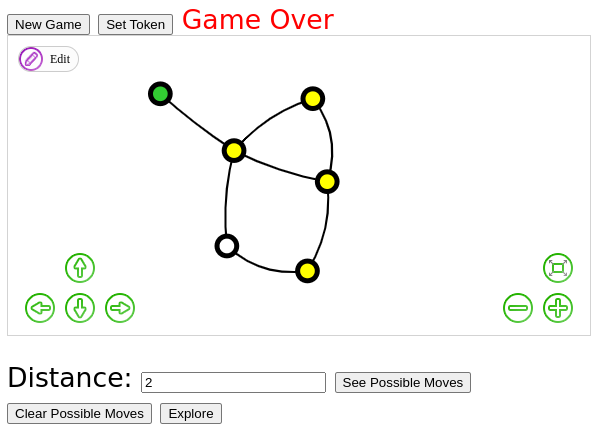 New Game Set Token Game Over
Edit
Distance: 2 See Possible Moves
Clear Possible Moves Explore